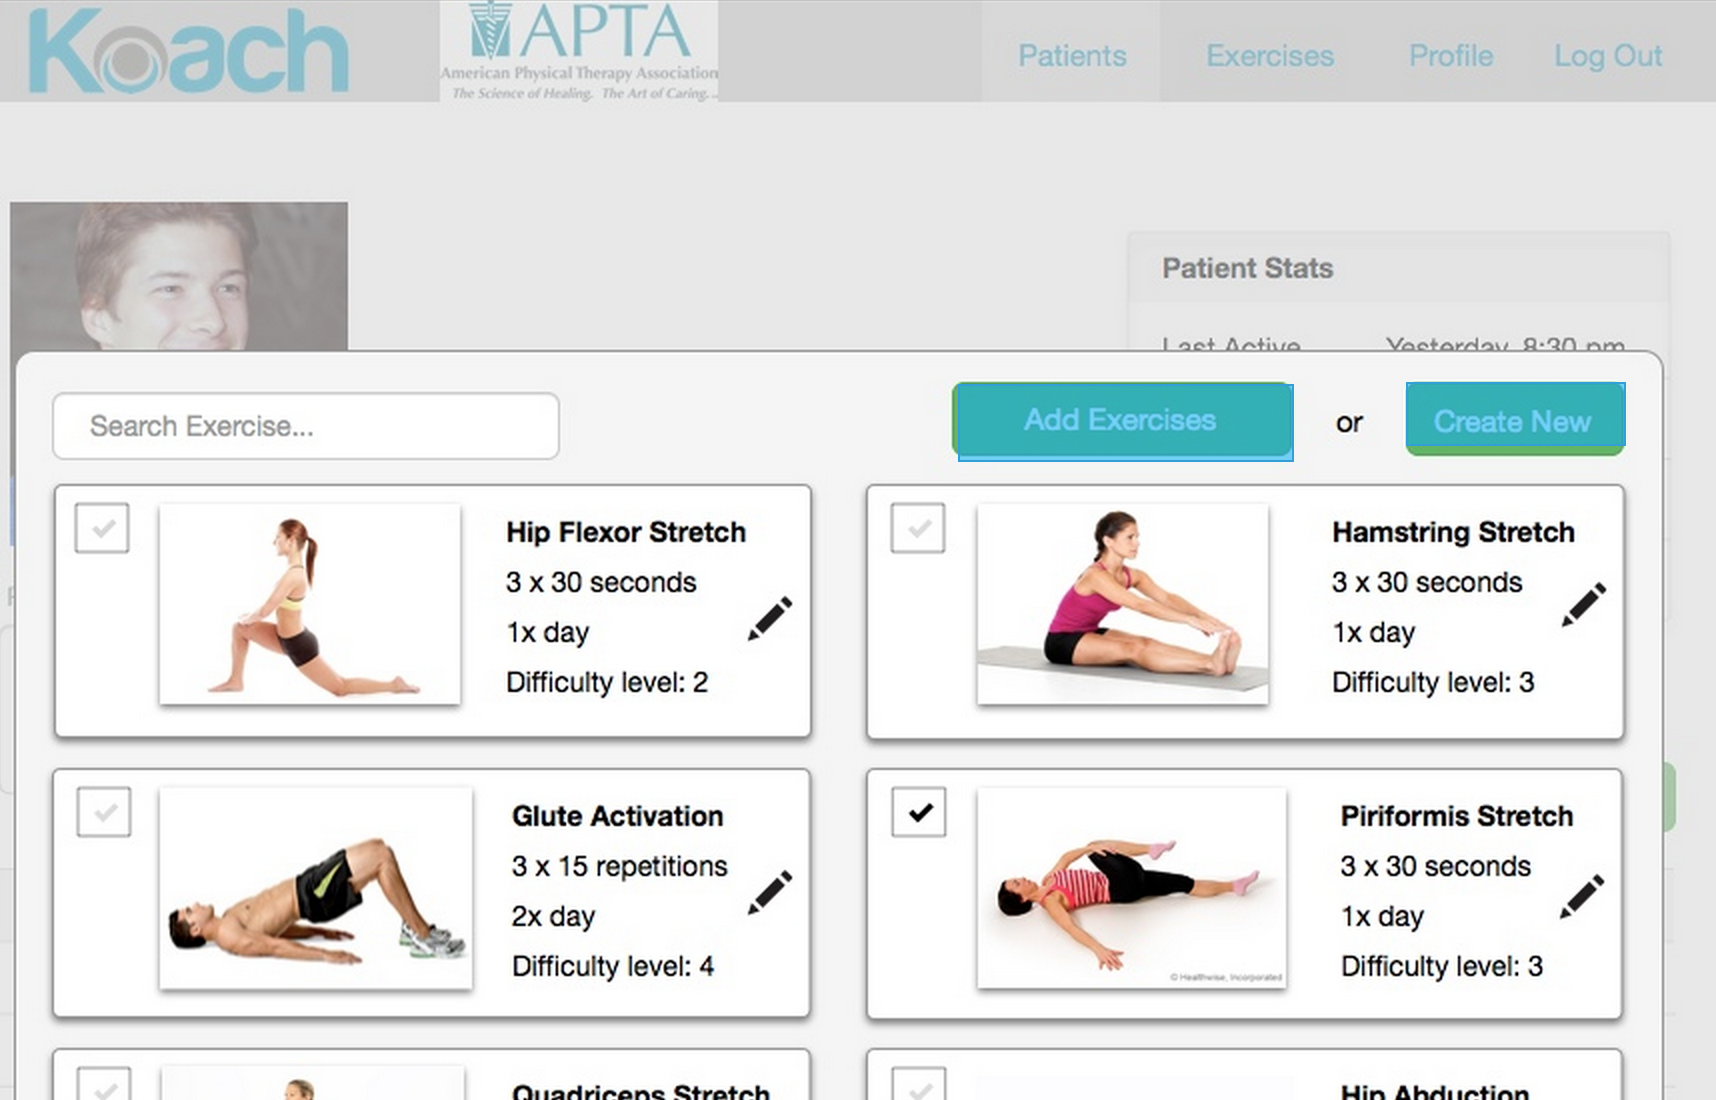 Koach
APTA
American Physical Therapy Association
The Science of Healing. The Art of Caring.
Patients
Exercises
Profile
Log Out
Patient Stats
Last Active
Yesterday, 8:30 pm
Search Exercise...
Add Exercises
or
Create New
Hip Flexor Stretch
3 x 30 seconds
1x day
Difficulty level: 2
Hamstring Stretch
3 x 30 seconds
1x day
Difficulty level: 3
Glute Activation
3 x 15 repetitions
2x day
Difficulty level: 4
Piriformis Stretch
3 x 30 seconds
1x day
Difficulty level: 3
© Healthwise, Incorporated
Quadriceps Stretch
Hip Abduction